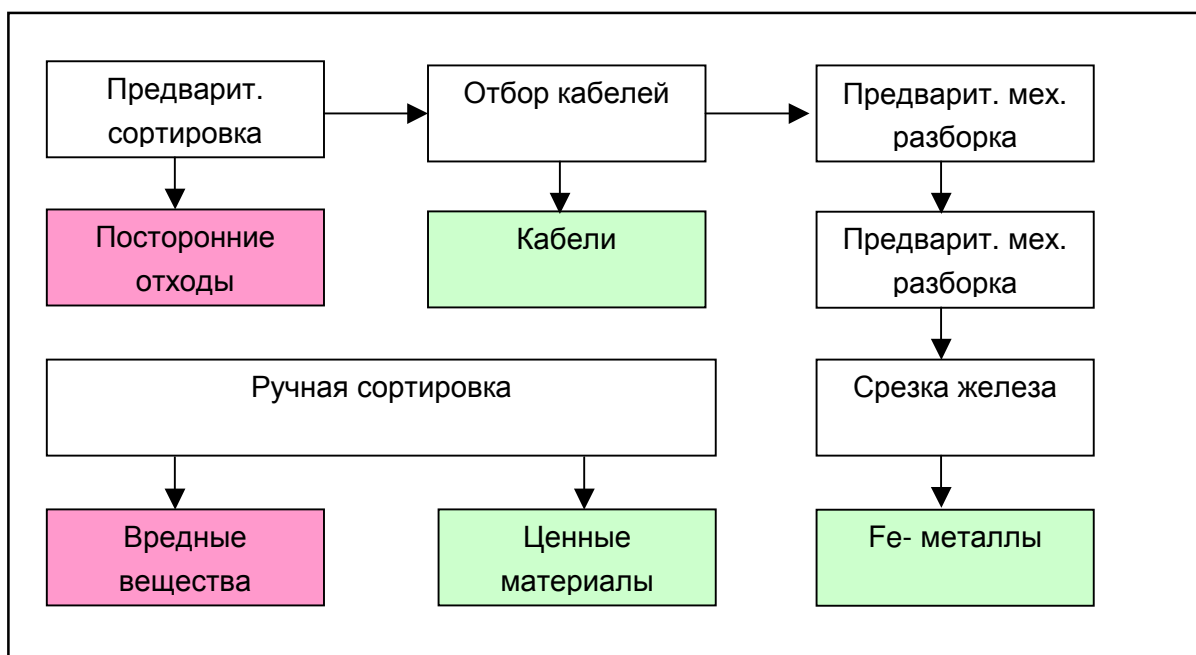 Предварит.
сортировка
Отбор кабелей
Предварит. мех.
разборка
Посторонние
отходы
Кабели
Предварит. мех.
разборка
Ручная сортировка
Срезка железа
Вредные
вещества
Ценные
материалы
Fe- металлы